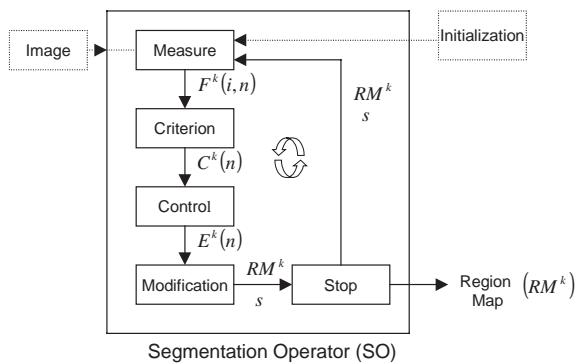 Image
Measure
Initialization
F^k(i,n)
RM^k
s
Criterion
C^k(n)
Control
E^k(n)
Modification
RM^k
s
Stop
Region
Map
(RM^k)
Segmentation Operator (SO)